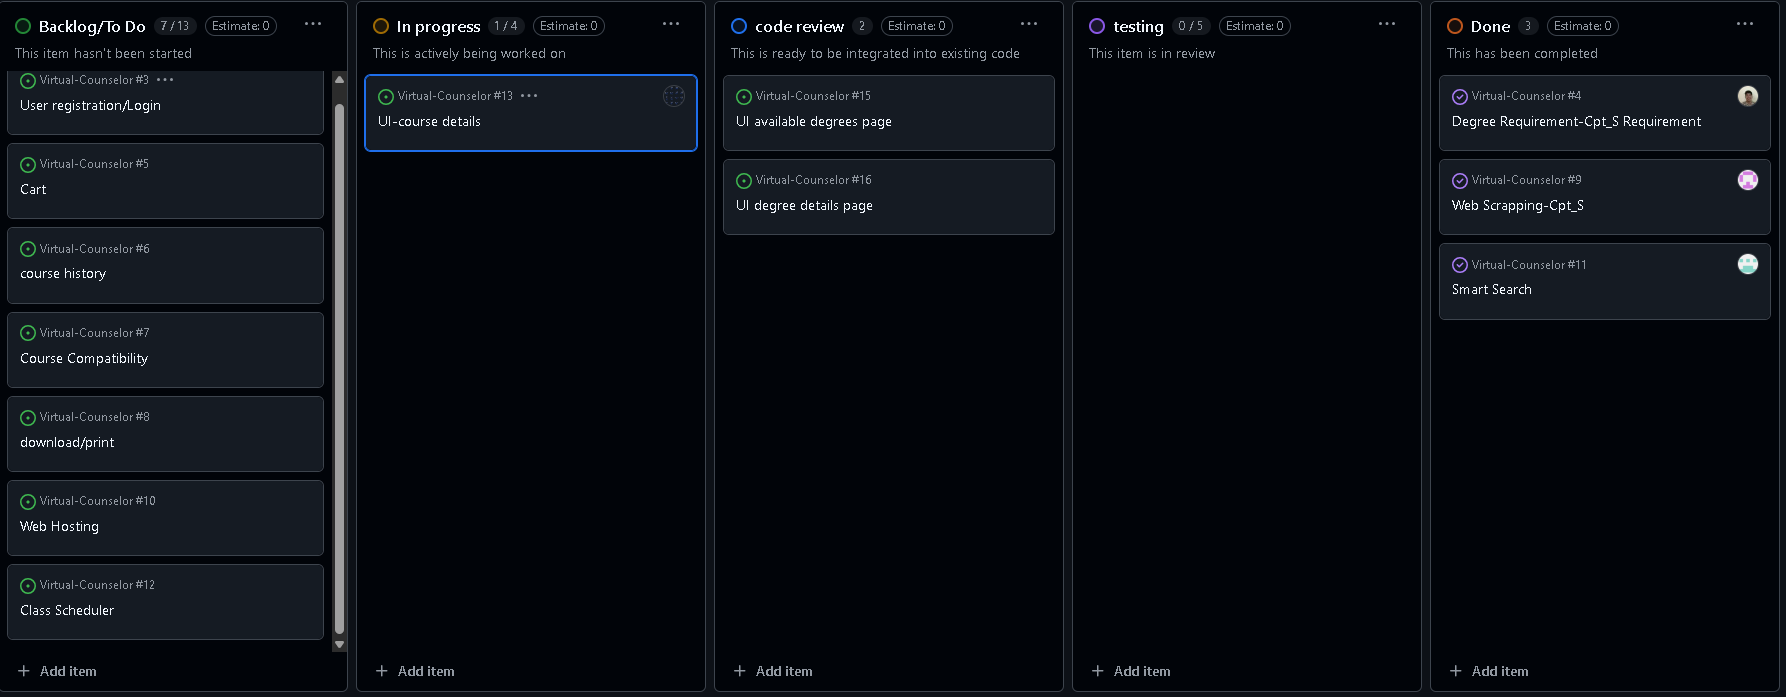 Backlog/To Do 7 / 13 Estimate: 0
This item hasn't been started
Virtual-Counselor #3
User registration/Login
Virtual-Counselor #5
Cart
Virtual-Counselor #6
course history
Virtual-Counselor #7
Course Compatibility
Virtual-Counselor #8
download/print
Virtual-Counselor #10
Web Hosting
Virtual-Counselor #12
Class Scheduler
+ Add item
In progress 1 / 4 Estimate: 0
This is actively being worked on
Virtual-Counselor #13
UI-course details
+ Add item
code review 2 Estimate: 0
This is ready to be integrated into existing code
Virtual-Counselor #15
UI available degrees page
Virtual-Counselor #16
UI degree details page
+ Add item
testing 0 / 5 Estimate: 0
This item is in review
+ Add item
Done 3 Estimate: 0
This has been completed
Virtual-Counselor #4
Degree Requirement-Cpt_S Requirement
Virtual-Counselor #9
Web Scrapping-Cpt_S
Virtual-Counselor #11
Smart Search
+ Add item